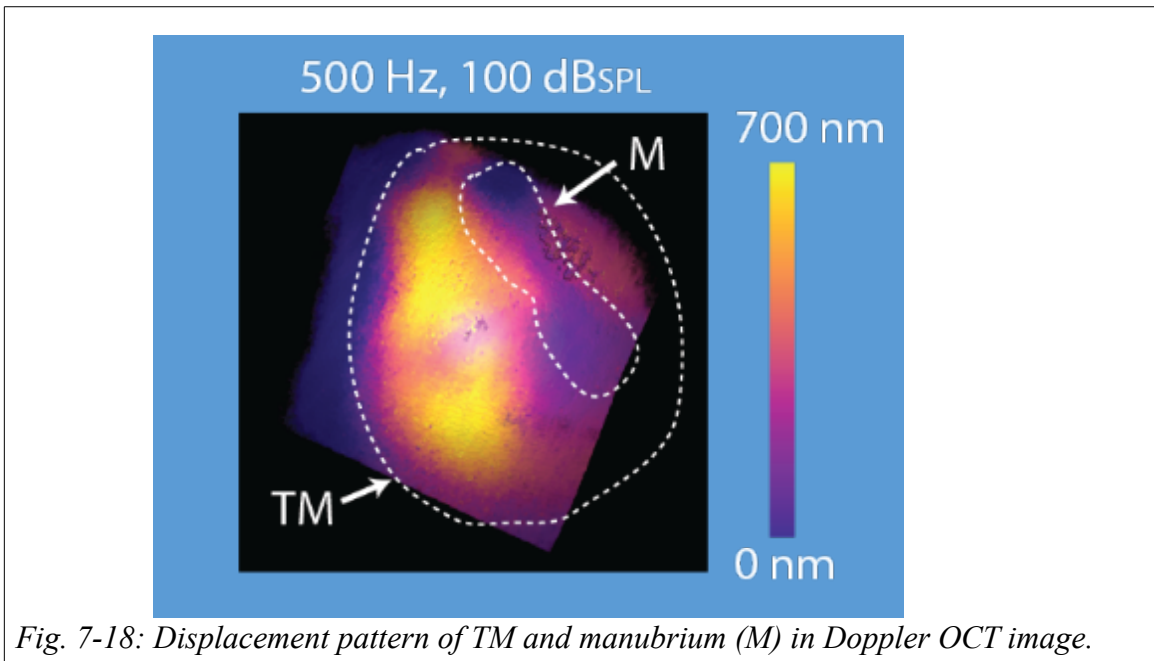 500 Hz, 100 dBSPL
700 nm
M
TM
0 nm
Fig. 7-18: Displacement pattern of TM and manubrium (M) in Doppler OCT image.